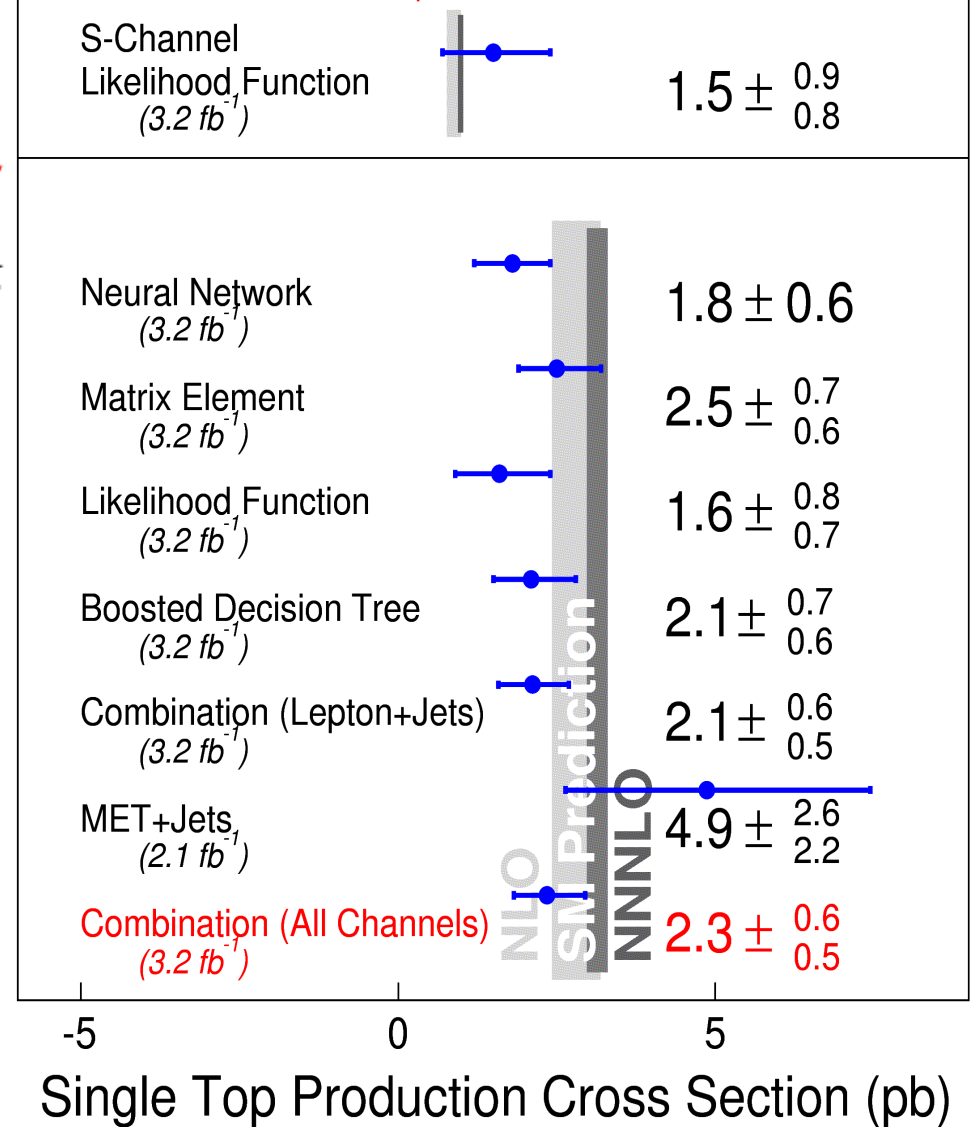 S-Channel
Likelihood Function
(3.2 fb-1)
1.5 ± 0.9 0.8
Neural Network
(3.2 fb-1)
1.8 ± 0.6
Matrix Element
(3.2 fb-1)
2.5 ± 0.7 0.6
Likelihood Function
(3.2 fb-1)
1.6 ± 0.8 0.7
Boosted Decision Tree
(3.2 fb-1)
2.1 ± 0.7 0.6
Combination (Lepton+Jets)
(3.2 fb-1)
2.1 ± 0.6 0.5
MET+Jets
(2.1 fb-1)
4.9 ± 2.6 2.2
Combination (All Channels)
(3.2 fb-1)
2.3 ± 0.6 0.5
NLO
SM Prediction
NNNLO
-5 0 5
Single Top Production Cross Section (pb)